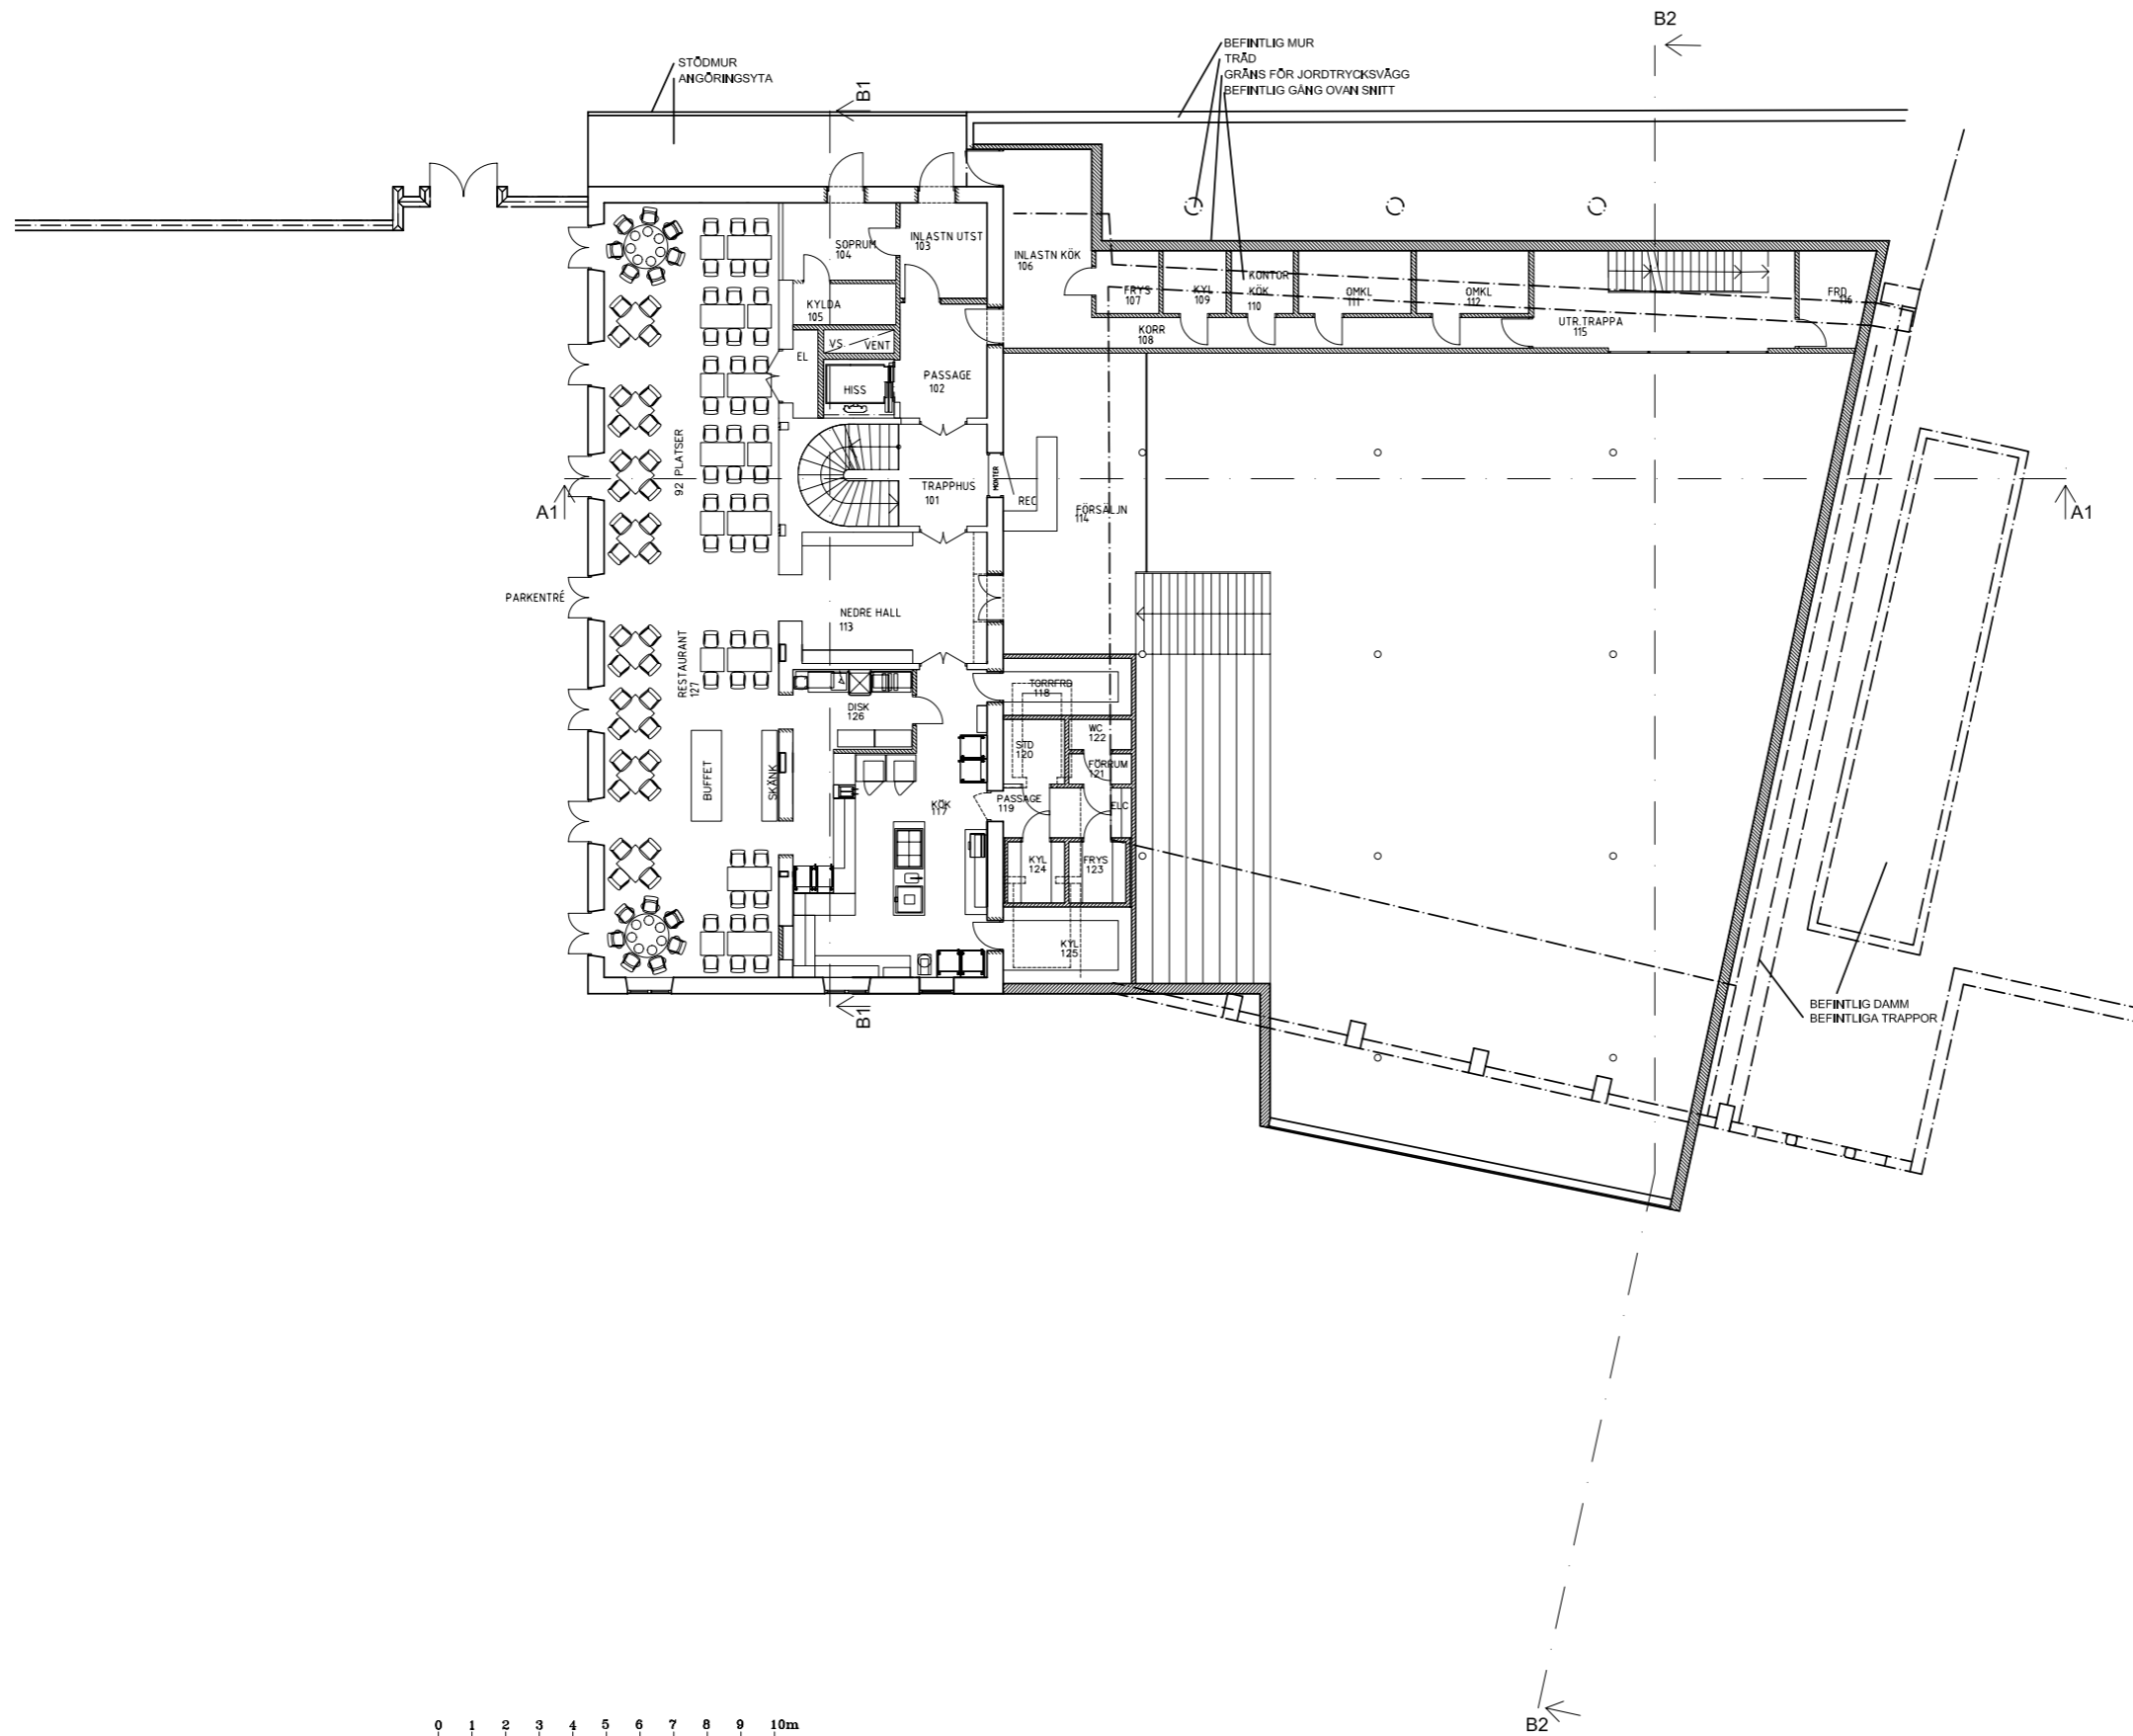 B2
BEFINTLIG MUR
TRÄD
GRÄNS FÖR JORDTRYCKSVÄGG
BEFINTLIG GÅNG OVAN SNITT
STÖDMUR
ANGÖRINGSYTA
B1
SOPRUM
104
INLASTN UTST
103
INLASTN KÖK
106
FRYS
107
KYL
109
KONTOR
KÖK
110
OMKL
111
OMKL
112
FRD
116
KYLDA
105
KORR
108
UTR.TRAPPA
115
VS
VENT
EL
HISS
PASSAGE
102
92 PLATSER
TRAPPHUS
101
MONTER
REC
FÖRSÄLJN
114
A1
A1
PARKENTRÉ
NEDRE HALL
113
RESTAURANT
127
TORRFRD
118
DISK
126
STD
120
WC
122
FÖRRUM
121
BUFFET
SKÄNK
KÖK
117
PASSAGE
119
ELC
KYL
124
FRYS
123
KYL
125
B1
BEFINTLIG DAMM
BEFINTLIGA TRAPPOR
B2
0 1 2 3 4 5 6 7 8 9 10m